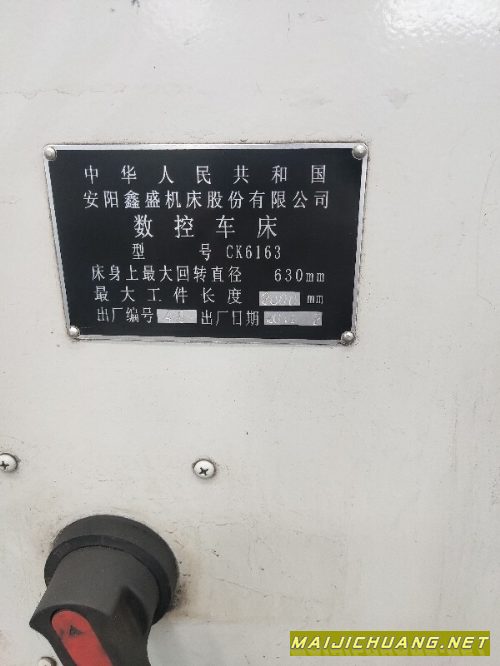 中华人民共和国
安阳鑫盛机床股份有限公司
数控车床
型 号 CK6163
床身上最大回转直径 630mm
最大工件长度 mm
出厂编号 出厂日期
MAIJICHUANG.NET